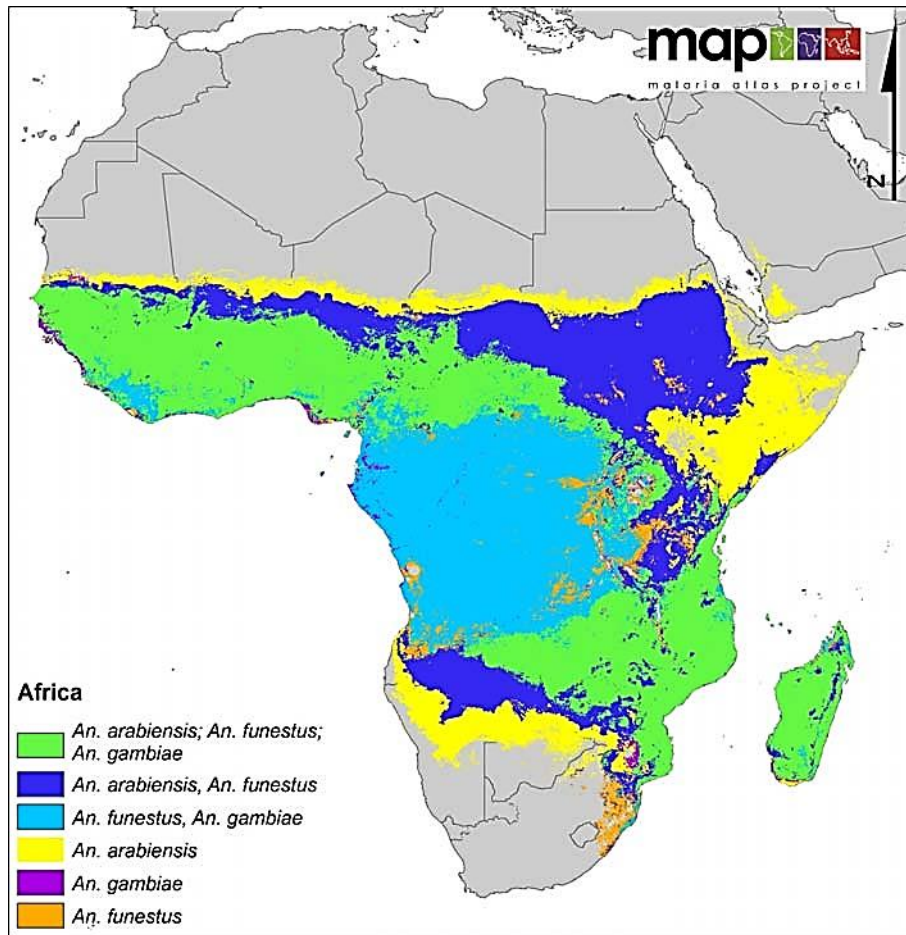 map
malaria atlas project
N
Africa
An. arabiensis; An. funestus;
An. gambiae
An. arabiensis, An. funestus
An. funestus, An. gambiae
An. arabiensis
An. gambiae
An. funestus